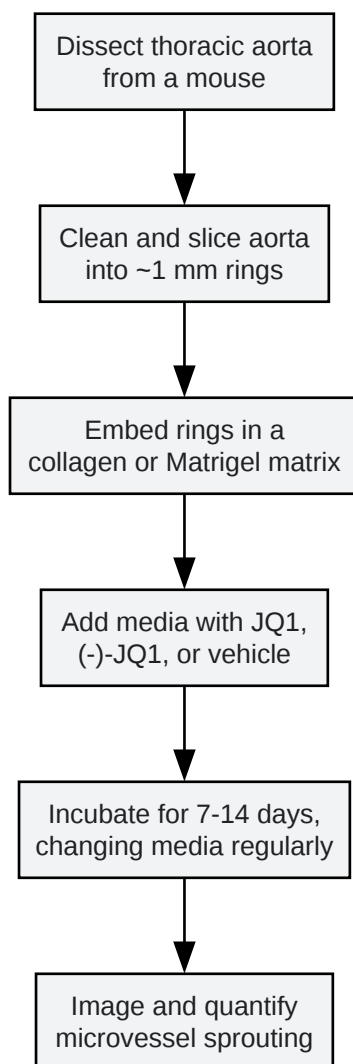 Dissect thoracic aorta
from a mouse
Clean and slice aorta
into ~1 mm rings
Embed rings in a
collagen or Matrigel matrix
Add media with JQ1,
(-)-JQ1, or vehicle
Incubate for 7-14 days,
changing media regularly
Image and quantify
microvessel sprouting